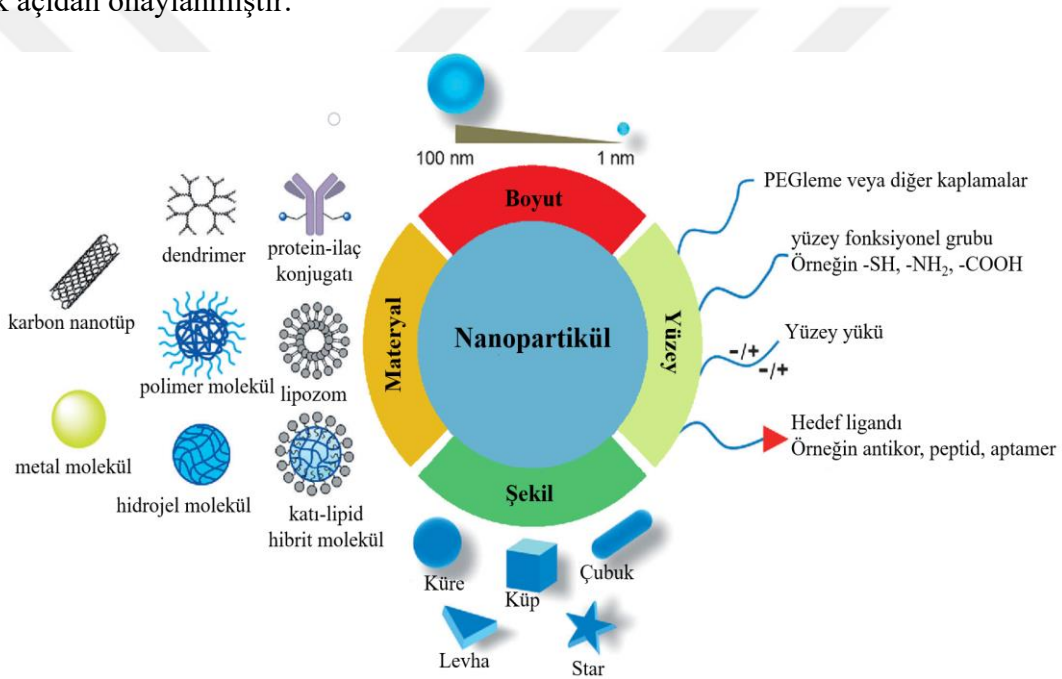 açıdan onaylanmıştır.
100 nm
1 nm
Boyut
Materyal
Nanopartikül
Yüzey
Şekil
dendrimer
protein-ilaç
konjugatı
karbon nanotüp
polimer molekül
lipozom
metal molekül
hidrojel molekül
katı-lipid
hibrit molekül
PEGleme veya diğer kaplamalar
yüzey fonksiyonel grubu
Örneğin -SH, -NH₂, -COOH
Yüzey yükü
-/+
-/+
Hedef ligandı
Örneğin antikor, peptid, aptamer
Küre
Küp
Çubuk
Levha
Star